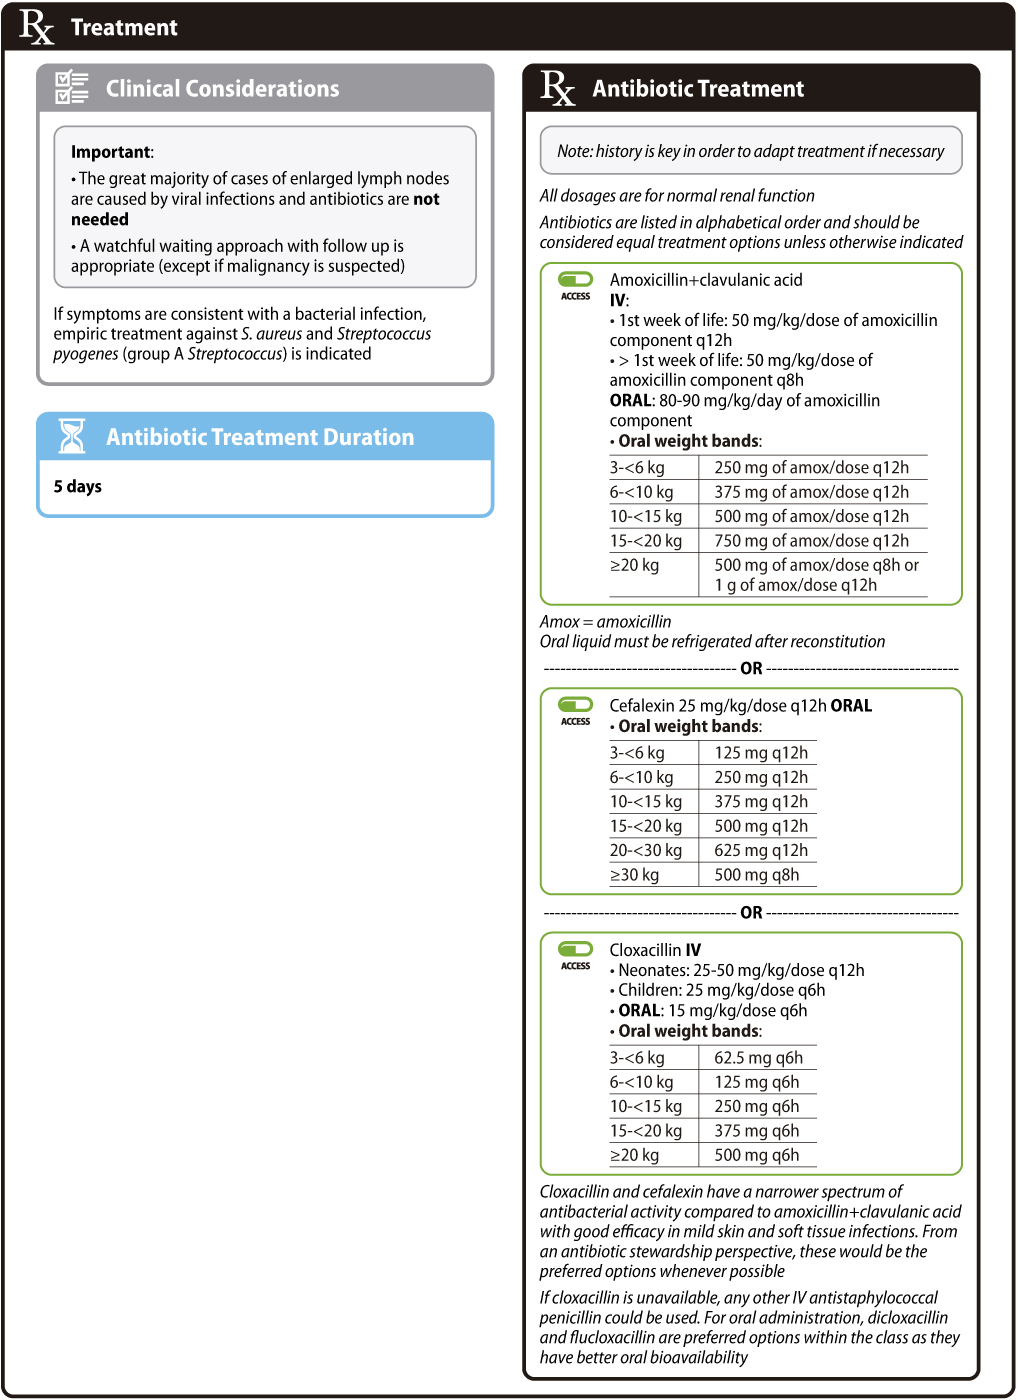 Rx Treatment
Clinical Considerations
Important:
• The great majority of cases of enlarged lymph nodes
are caused by viral infections and antibiotics are not
needed
• A watchful waiting approach with follow up is
appropriate (except if malignancy is suspected)
If symptoms are consistent with a bacterial infection,
empiric treatment against S. aureus and Streptococcus
pyogenes (group A Streptococcus) is indicated
Antibiotic Treatment Duration
5 days
Rx Antibiotic Treatment
Note: history is key in order to adapt treatment if necessary
All dosages are for normal renal function
Antibiotics are listed in alphabetical order and should be
considered equal treatment options unless otherwise indicated
ACCESS
Amoxicillin+clavulanic acid
IV:
• 1st week of life: 50 mg/kg/dose of amoxicillin
component q12h
• > 1st week of life: 50 mg/kg/dose of
amoxicillin component q8h
ORAL: 80-90 mg/kg/day of amoxicillin
component
• Oral weight bands:
3-<6 kg 250 mg of amox/dose q12h
6-<10 kg 375 mg of amox/dose q12h
10-<15 kg 500 mg of amox/dose q12h
15-<20 kg 750 mg of amox/dose q12h
≥20 kg 500 mg of amox/dose q8h or
1 g of amox/dose q12h
Amox = amoxicillin
Oral liquid must be refrigerated after reconstitution
OR
ACCESS
Cefalexin 25 mg/kg/dose q12h ORAL
• Oral weight bands:
3-<6 kg 125 mg q12h
6-<10 kg 250 mg q12h
10-<15 kg 375 mg q12h
15-<20 kg 500 mg q12h
20-<30 kg 625 mg q12h
≥30 kg 500 mg q8h
OR
ACCESS
Cloxacillin IV
• Neonates: 25-50 mg/kg/dose q12h
• Children: 25 mg/kg/dose q6h
• ORAL: 15 mg/kg/dose q6h
• Oral weight bands:
3-<6 kg 62.5 mg q6h
6-<10 kg 125 mg q6h
10-<15 kg 250 mg q6h
15-<20 kg 375 mg q6h
≥20 kg 500 mg q6h
Cloxacillin and cefalexin have a narrower spectrum of
antibacterial activity compared to amoxicillin+clavulanic acid
with good efficacy in mild skin and soft tissue infections. From
an antibiotic stewardship perspective, these would be the
preferred options whenever possible
If cloxacillin is unavailable, any other IV antistaphylococcal
penicillin could be used. For oral administration, dicloxacillin
and flucloxacillin are preferred options within the class as they
have better oral bioavailability